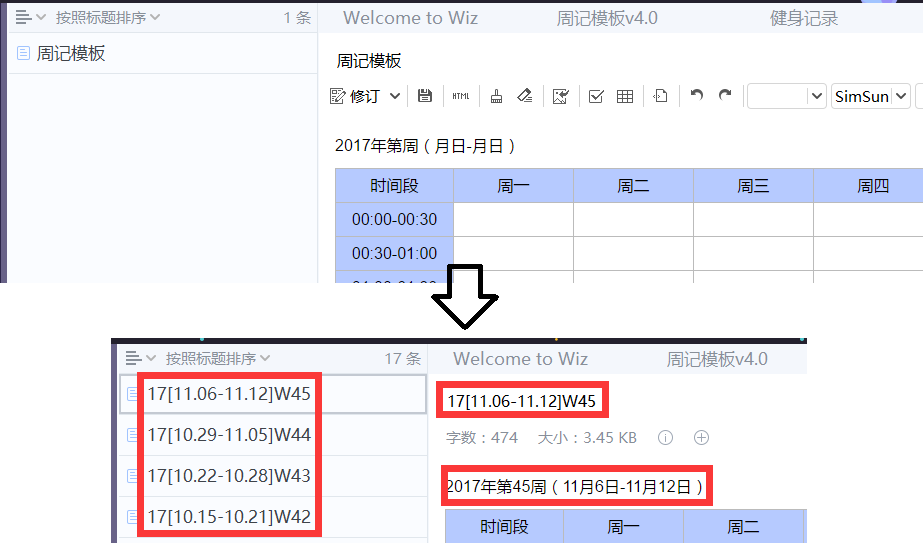 按照标题排序 1 条 Welcome to Wiz 周记模板v4.0 健身记录
周记模板
周记模板
修订 HTML SimSun
2017年第周（月日-月日）
时间段 周一 周二 周三 周四
00:00-00:30
00:30-01:00
按照标题排序 17 条 Welcome to Wiz 周记模板v4.0
17[11.06-11.12]W45
17[10.29-11.05]W44
17[10.22-10.28]W43
17[10.15-10.21]W42
17[11.06-11.12]W45
字数：474 大小：3.45 KB
2017年第45周（11月6日-11月12日）
时间段 周一 周二